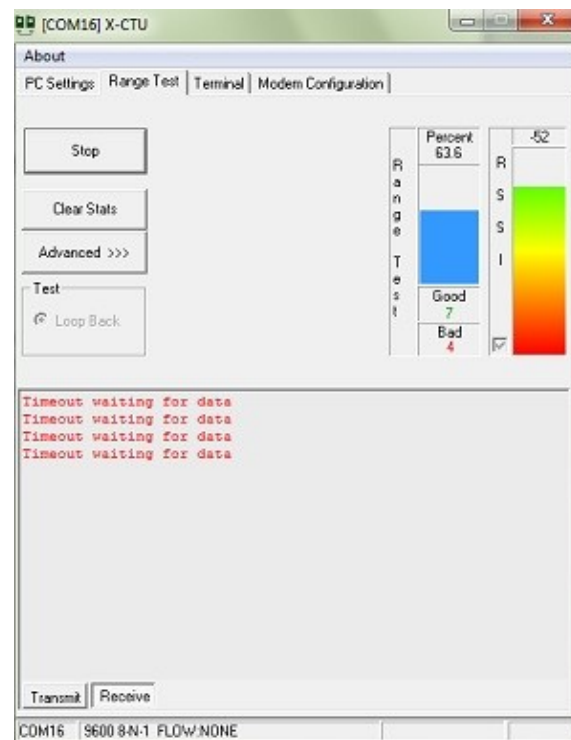 [COM16] X-CTU
About
PC Settings Range Test Terminal Modem Configuration
Stop
Clear Stats
Advanced >>>
Test
Loop Back
Range Test
Percent
63.6
Good
7
Bad
4
RSSI
-52
Timeout waiting for data
Timeout waiting for data
Timeout waiting for data
Timeout waiting for data
Transmit Receive
COM16 9600 8-N-1 FLOW:NONE